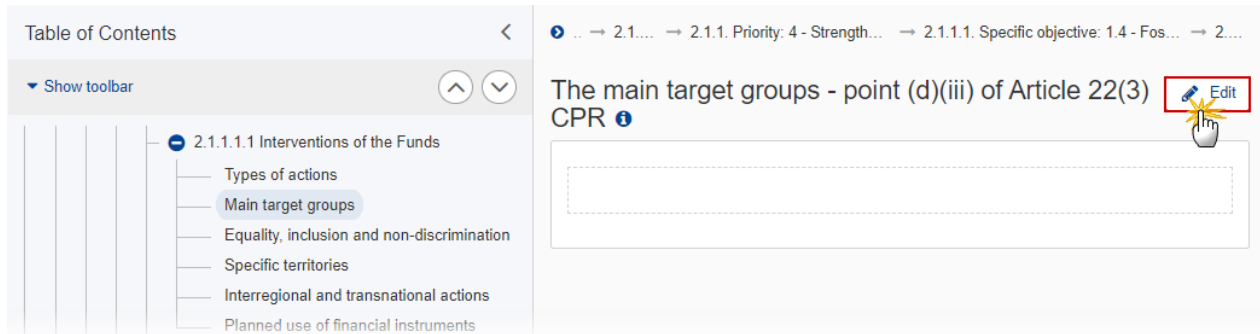 Table of Contents
.. → 2.1.... → 2.1.1. Priority: 4 - Strength... → 2.1.1.1. Specific objective: 1.4 - Fos... → 2....
Show toolbar
The main target groups - point (d)(iii) of Article 22(3)
CPR
Edit
2.1.1.1.1 Interventions of the Funds
Types of actions
Main target groups
Equality, inclusion and non-discrimination
Specific territories
Interregional and transnational actions
Planned use of financial instruments